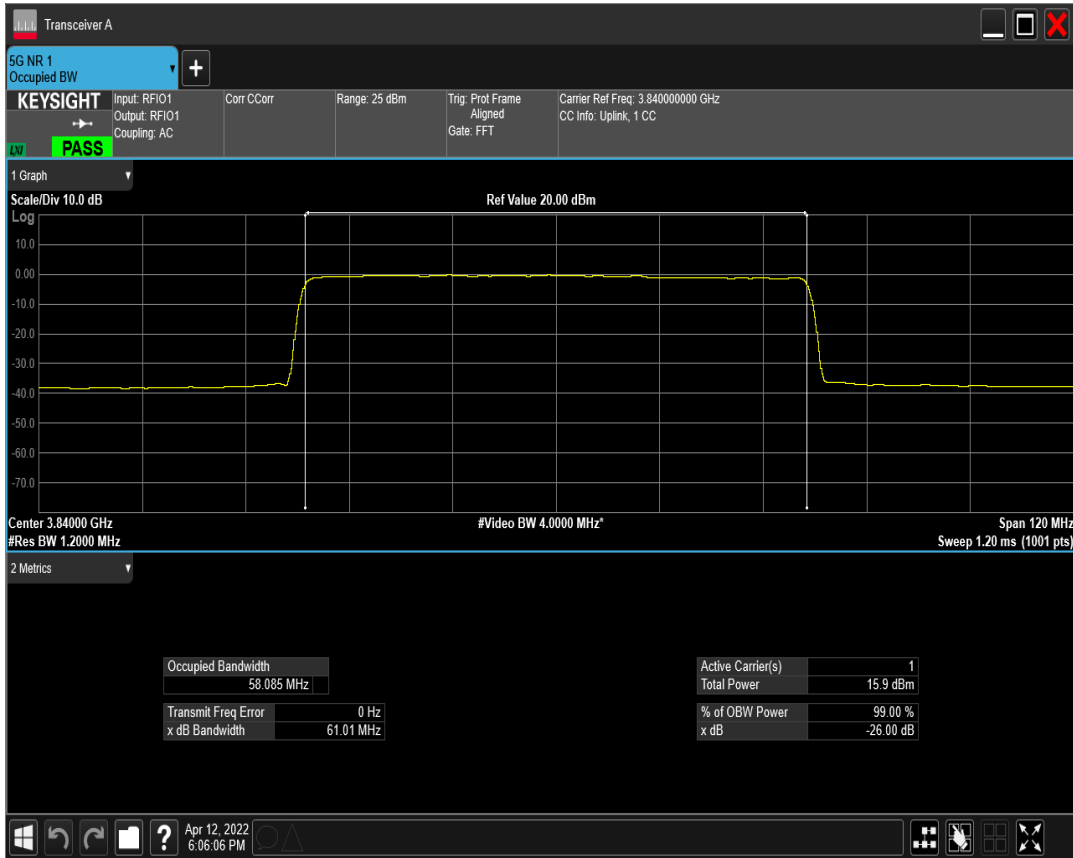 Transceiver A
5G NR 1
Occupied BW
KEYSIGHT
LXI
PASS
Input: RFIO1
Output: RFIO1
Coupling: AC
Corr CCorr
Range: 25 dBm
Trig: Prot Frame
Aligned
Gate: FFT
Carrier Ref Freq: 3.840000000 GHz
CC Info: Uplink, 1 CC
1 Graph
Scale/Div 10.0 dB
Ref Value 20.00 dBm
Log
10.0
0.00
-10.0
-20.0
-30.0
-40.0
-50.0
-60.0
-70.0
Center 3.84000 GHz
#Video BW 4.0000 MHz*
Span 120 MHz
#Res BW 1.2000 MHz
Sweep 1.20 ms (1001 pts)
2 Metrics
Occupied Bandwidth
58.085 MHz
Transmit Freq Error 0 Hz
x dB Bandwidth 61.01 MHz
Active Carrier(s) 1
Total Power 15.9 dBm
% of OBW Power 99.00 %
x dB -26.00 dB
Apr 12, 2022
6:06:06 PM